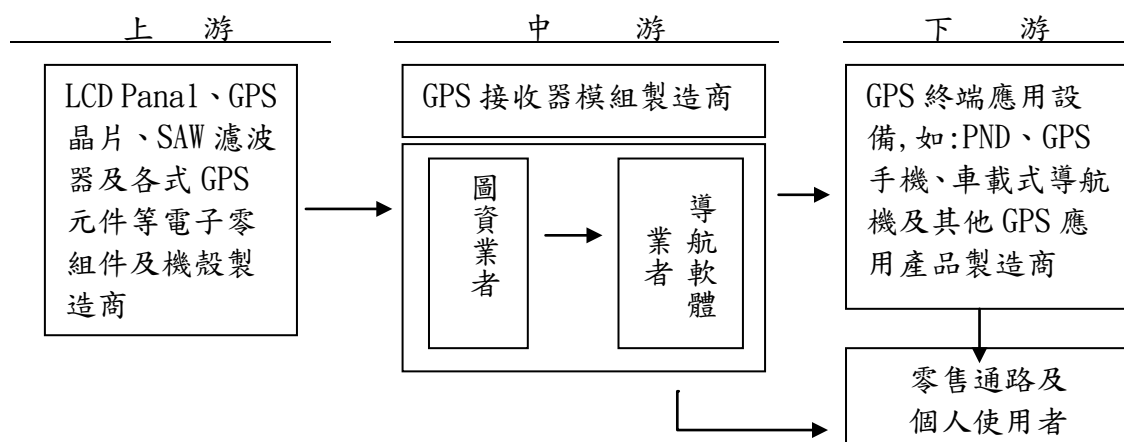 上 游
中 游
下 游
LCD Panal、GPS
晶片、SAW 濾波
器及各式 GPS
元件等電子零
組件及機殼製
造商
GPS 接收器模組製造商
圖資業者
導航軟體
業者
GPS 終端應用設
備,如:PND、GPS
手機、車載式導航
機及其他 GPS 應
用產品製造商
零售通路及
個人使用者